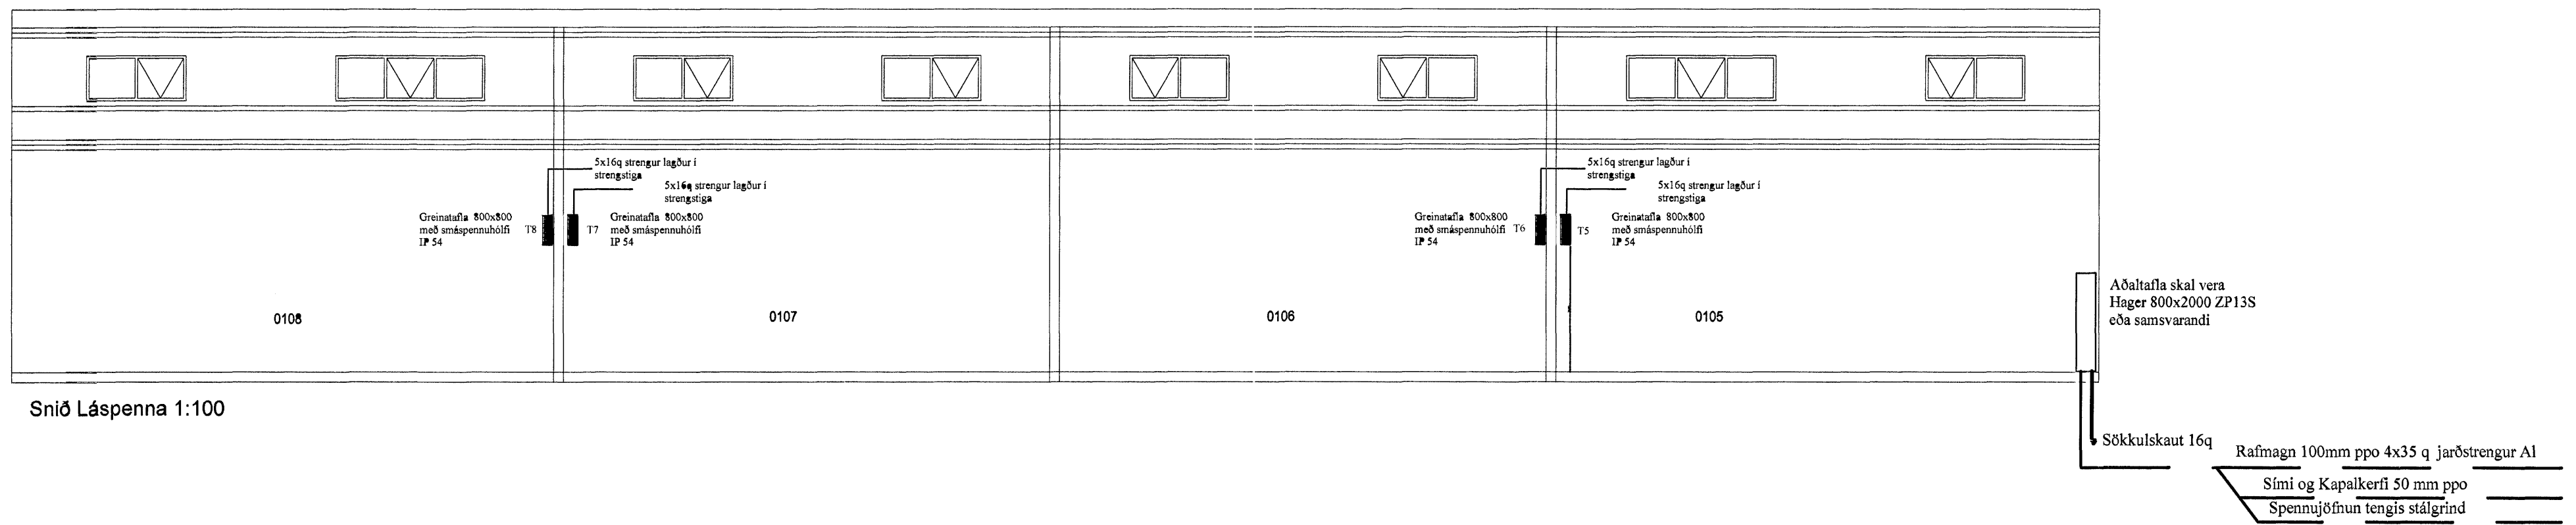 5x16q strengur lagður í
strengstiga
5x16q strengur lagður í
strengstiga
Greinatafla 800x800
með smáspennuhólfi
IP 54
T8
T7
Greinatafla 800x800
með smáspennuhólfi
IP 54
5x16q strengur lagður í
strengstiga
5x16q strengur lagður í
strengstiga
Greinatafla 800x800
með smáspennuhólfi
IP 54
T6
T5
Greinatafla 800x800
með smáspennuhólfi
IP 54
0108
0107
0106
0105
Aðaltafla skal vera
Hager 800x2000 ZP13S
eða samsvarandi
Snið Láspenna 1:100
Sökkulskaut 16q
Rafmagn 100mm ppo 4x35 q jarðstrengur Al
Sími og Kapalkerfi 50 mm ppo
Spennujöfnun tengis stálgrind